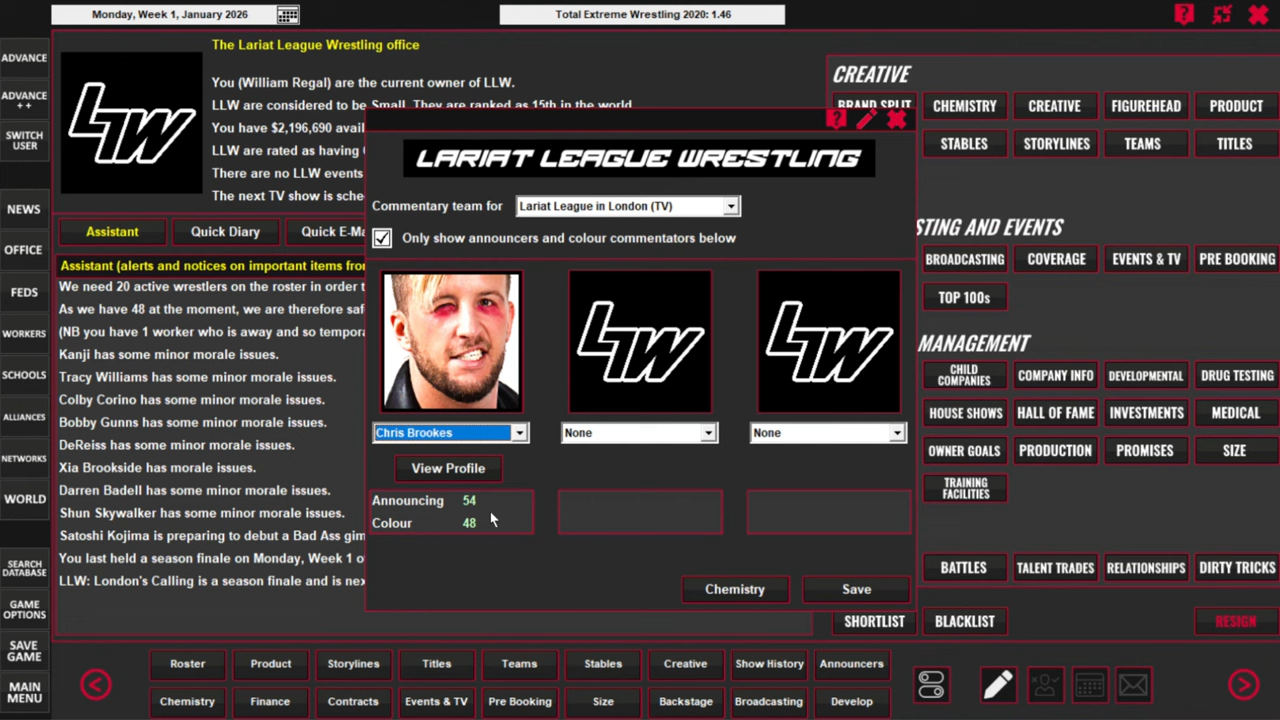 Monday, Week 1, January 2026
Total Extreme Wrestling 2020: 1.46
ADVANCE
ADVANCE
+ +
SWITCH
USER
NEWS
OFFICE
FEDS
WORKERS
SCHOOLS
ALLIANCES
NETWORKS
WORLD
SEARCH
DATABASE
GAME
OPTIONS
SAVE
GAME
MAIN
MENU
LTW
The Lariat League Wrestling office
You (William Regal) are the current owner of LLW.
LLW are considered to be Small. They are ranked as 15th in the world.
You have $2,196,690 avail
LLW are rated as having
There are no LLW events
The next TV show is sche
Assistant
Quick Diary
Quick E-Ma
Assistant (alerts and notices on important items from
We need 20 active wrestlers on the roster in order t
As we have 48 at the moment, we are therefore saf
(NB you have 1 worker who is away and so tempora
Kanji has some minor morale issues.
Tracy Williams has some minor morale issues.
Colby Corino has some minor morale issues.
Bobby Gunns has some minor morale issues.
DeReiss has some minor morale issues.
Xia Brookside has morale issues.
Darren Badell has some minor morale issues.
Shun Skywalker has some minor morale issues.
Satoshi Kojima is preparing to debut a Bad Ass gim
You last held a season finale on Monday, Week 1 o
LLW: London's Calling is a season finale and is nex
LARIAT LEAGUE WRESTLING
Commentary team for
Lariat League in London (TV)
Only show announcers and colour commentators below
LTW
LTW
Chris Brookes
None
None
View Profile
Announcing 54
Colour 48
Chemistry
Save
CREATIVE
BRAND SPLIT
CHEMISTRY
CREATIVE
FIGUREHEAD
PRODUCT
STABLES
STORYLINES
TEAMS
TITLES
STING AND EVENTS
BROADCASTING
COVERAGE
EVENTS & TV
PRE BOOKING
TOP 100s
MANAGEMENT
CHILD
COMPANIES
COMPANY INFO
DEVELOPMENTAL
DRUG TESTING
HOUSE SHOWS
HALL OF FAME
INVESTMENTS
MEDICAL
OWNER GOALS
PRODUCTION
PROMISES
SIZE
TRAINING
FACILITIES
BATTLES
TALENT TRADES
RELATIONSHIPS
DIRTY TRICKS
SHORTLIST
BLACKLIST
RESIGN
Roster
Product
Storylines
Titles
Teams
Stables
Creative
Show History
Announcers
Chemistry
Finance
Contracts
Events & TV
Pre Booking
Size
Backstage
Broadcasting
Develop